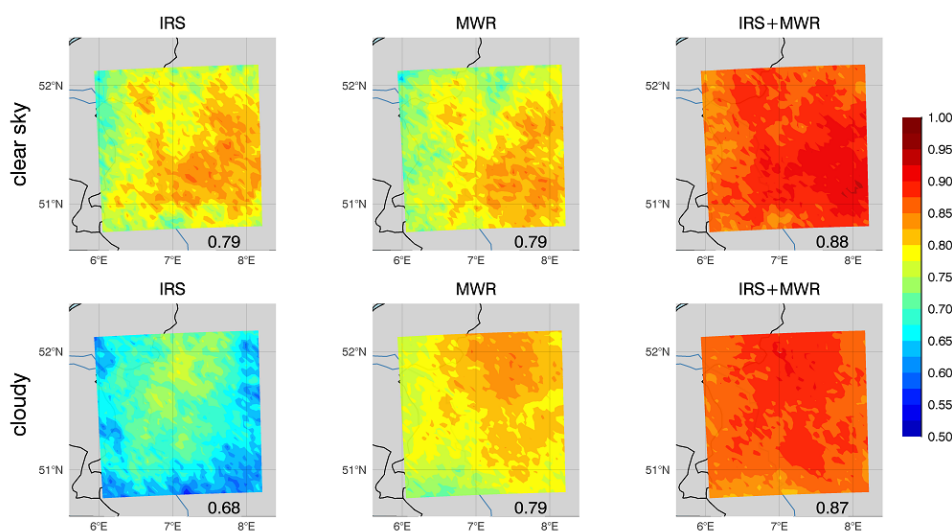 IRS MWR IRS+MWR
clear sky
52°N 52°N 52°N
51°N 51°N 51°N
0.79 0.79 0.88
6°E 7°E 8°E 6°E 7°E 8°E 6°E 7°E 8°E
IRS MWR IRS+MWR
cloudy
52°N 52°N 52°N
51°N 51°N 51°N
0.68 0.79 0.87
6°E 7°E 8°E 6°E 7°E 8°E 6°E 7°E 8°E
1.00
0.95
0.90
0.85
0.80
0.75
0.70
0.65
0.60
0.55
0.50